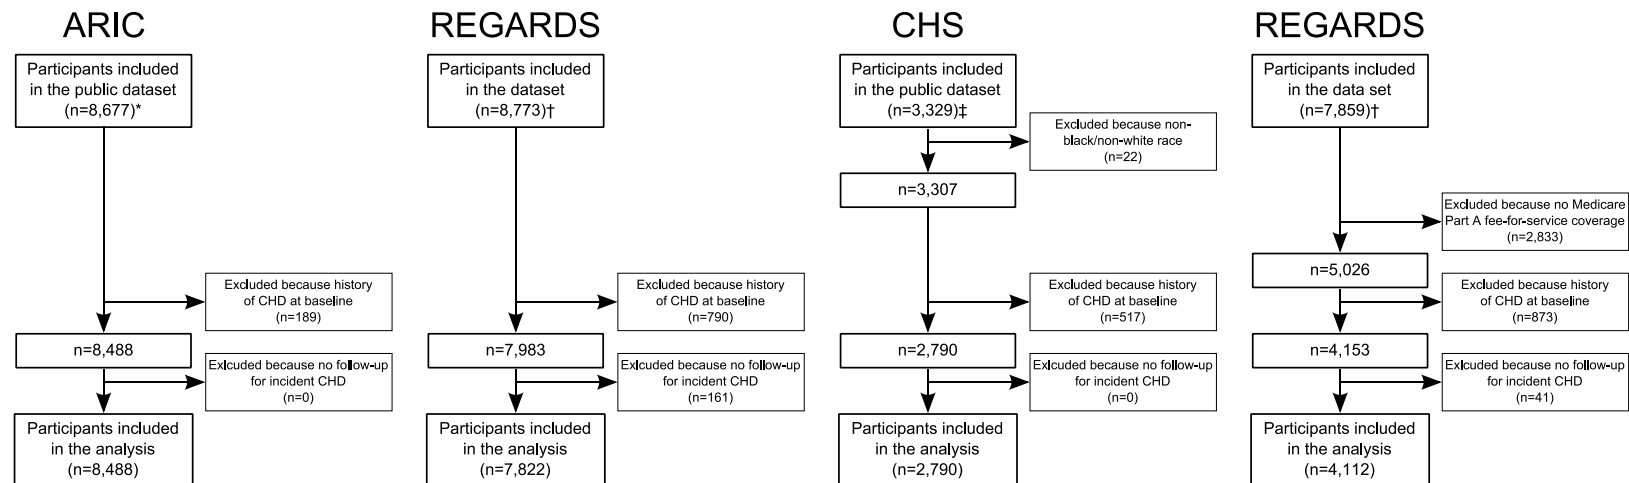 ARIC
Participants included
in the public dataset
(n=8,677)*
Excluded because history
of CHD at baseline
(n=189)
n=8,488
Exlcuded because no follow-up
for incident CHD
(n=0)
Participants included
in the analysis
(n=8,488)
REGARDS
Participants included
in the dataset
(n=8,773)†
Excluded because history
of CHD at baseline
(n=790)
n=7,983
Exlcuded because no follow-up
for incident CHD
(n=161)
Participants included
in the analysis
(n=7,822)
CHS
Participants included
in the public dataset
(n=3,329)‡
Excluded because non-
black/non-white race
(n=22)
n=3,307
Excluded because history
of CHD at baseline
(n=517)
n=2,790
Exlcuded because no follow-up
for incident CHD
(n=0)
Participants included
in the analysis
(n=2,790)
REGARDS
Participants included
in the data set
(n=7,859)†
Excluded because no Medicare
Part A fee-for-service coverage
(n=2,833)
n=5,026
Excluded because history
of CHD at baseline
(n=873)
n=4,153
Exlcuded because no follow-up
for incident CHD
(n=41)
Participants included
in the analysis
(n=4,112)